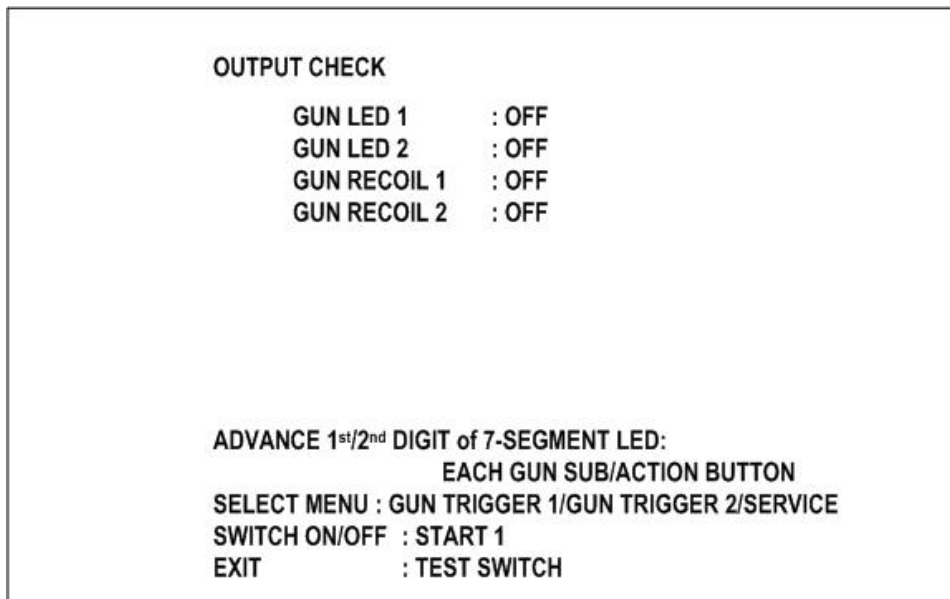 OUTPUT CHECK
GUN LED 1 : OFF
GUN LED 2 : OFF
GUN RECOIL 1 : OFF
GUN RECOIL 2 : OFF
ADVANCE 1st/2nd DIGIT of 7-SEGMENT LED:
EACH GUN SUB/ACTION BUTTON
SELECT MENU : GUN TRIGGER 1/GUN TRIGGER 2/SERVICE
SWITCH ON/OFF : START 1
EXIT : TEST SWITCH